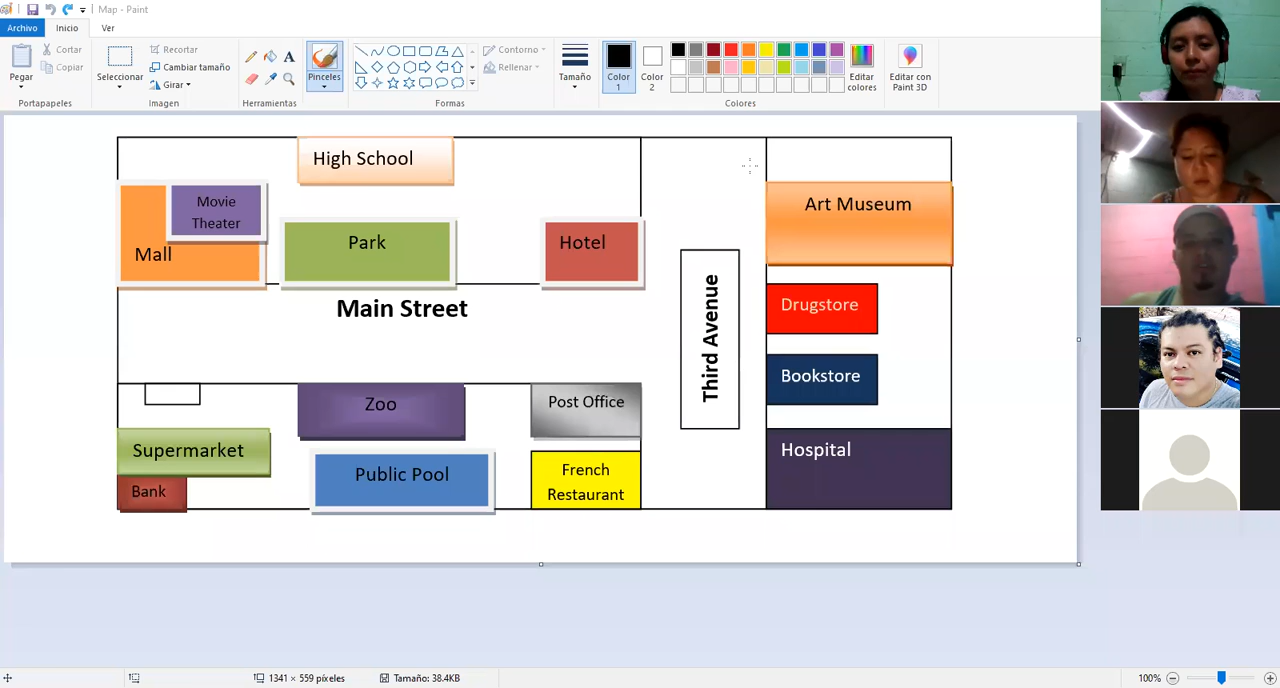 Map - Paint
Archivo Inicio Ver
Pegar
Cortar
Copiar
Portapapeles
Seleccionar
Recortar
Cambiar tamaño
Girar
Imagen
Herramientas
Pinceles
Contorno
Rellenar
Formas
Tamaño
Color
1
Color
2
Editar
colores
Colores
Editar con
Paint 3D
High School
Movie
Theater
Mall
Park
Hotel
Art Museum
Main Street
Third Avenue
Drugstore
Bookstore
Hospital
Zoo
Post Office
Supermarket
Public Pool
French
Restaurant
Bank
1341 × 559 píxeles
Tamaño: 38.4KB
100%